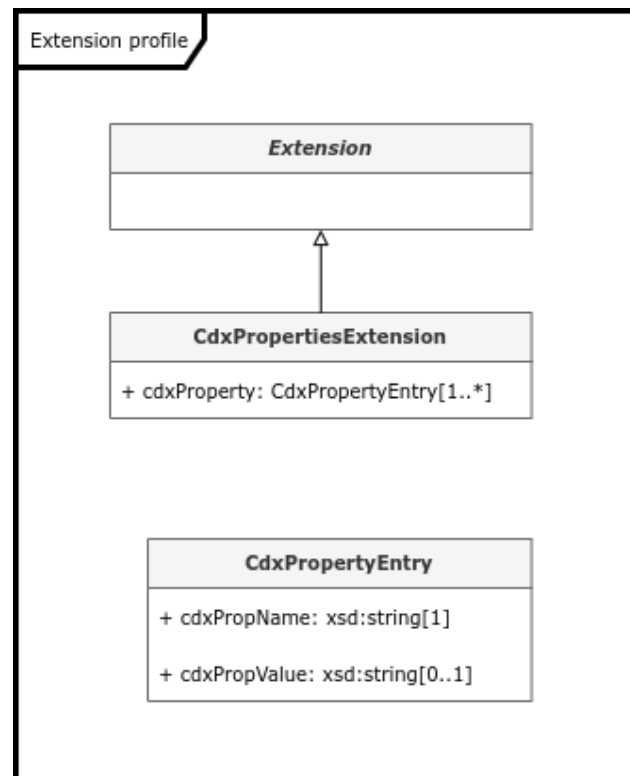 Extension profile
Extension
CdxPropertiesExtension
+ cdxProperty: CdxPropertyEntry[1..*]
CdxPropertyEntry
+ cdxPropName: xsd:string[1]
+ cdxPropValue: xsd:string[0..1]